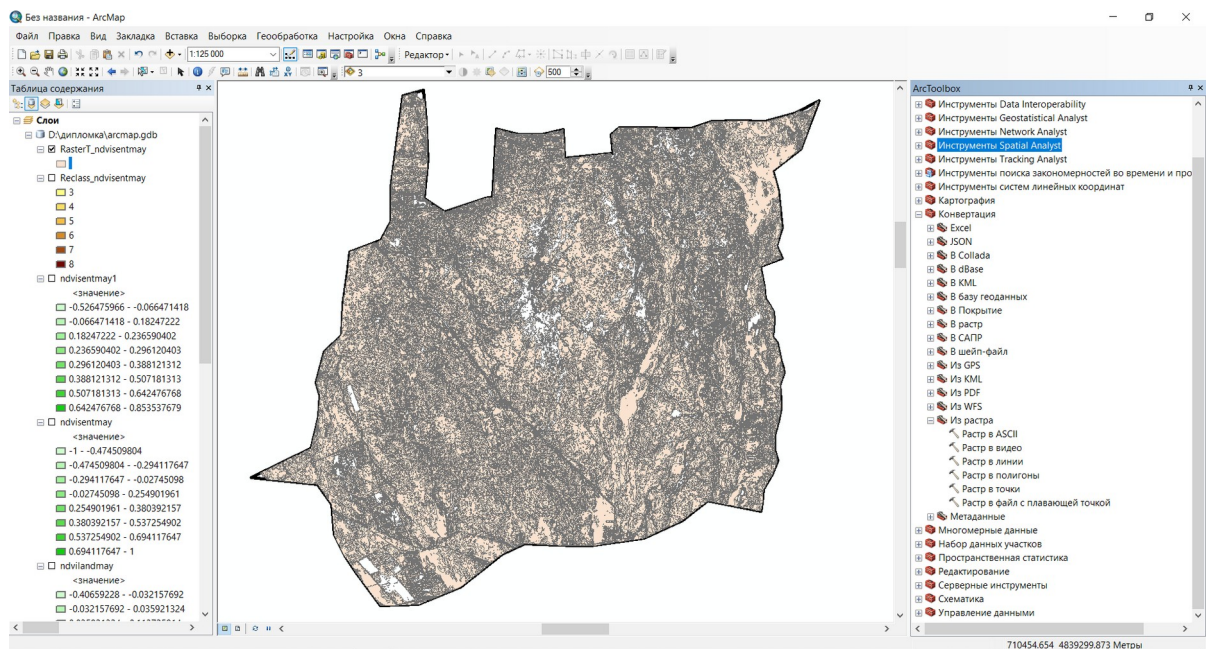 Без названия - ArcMap
Файл Правка Вид Закладка Вставка Выборка Геообработка Настройка Окна Справка
1:125 000
Редактор
3
500
Таблица содержания
Слои
D:\дипломка\arcmap.gdb
RasterT_ndvisentmay
Reclass_ndvisentmay
3
4
5
6
7
8
ndvisentmay1
<значение>
-0.526475966 - -0.066471418
-0.066471418 - 0.18247222
0.18247222 - 0.236590402
0.236590402 - 0.296120403
0.296120403 - 0.388121312
0.388121312 - 0.507181313
0.507181313 - 0.642476768
0.642476768 - 0.853537679
ndvisentmay
<значение>
-1 - -0.474509804
-0.474509804 - -0.294117647
-0.294117647 - -0.02745098
-0.02745098 - 0.254901961
0.254901961 - 0.380392157
0.380392157 - 0.537254902
0.537254902 - 0.694117647
0.694117647 - 1
ndvilandmay
<значение>
-0.40659228 - -0.032157692
-0.032157692 - 0.035921324
ArcToolbox
Инструменты Data Interoperability
Инструменты Geostatistical Analyst
Инструменты Network Analyst
Инструменты Spatial Analyst
Инструменты Tracking Analyst
Инструменты поиска закономерностей во времени и про
Инструменты систем линейных координат
Картография
Конвертация
Excel
JSON
В Collada
В dBase
В KML
В базу геоданных
В Покрытие
В растр
В САПР
В шейп-файл
Из GPS
Из KML
Из PDF
Из WFS
Из растра
Растр в ASCII
Растр в видео
Растр в линии
Растр в полигоны
Растр в точки
Растр в файл с плавающей точкой
Метаданные
Многомерные данные
Набор данных участков
Пространственная статистика
Редактирование
Серверные инструменты
Схематика
Управление данными
710454.654 4839299.873 Метры